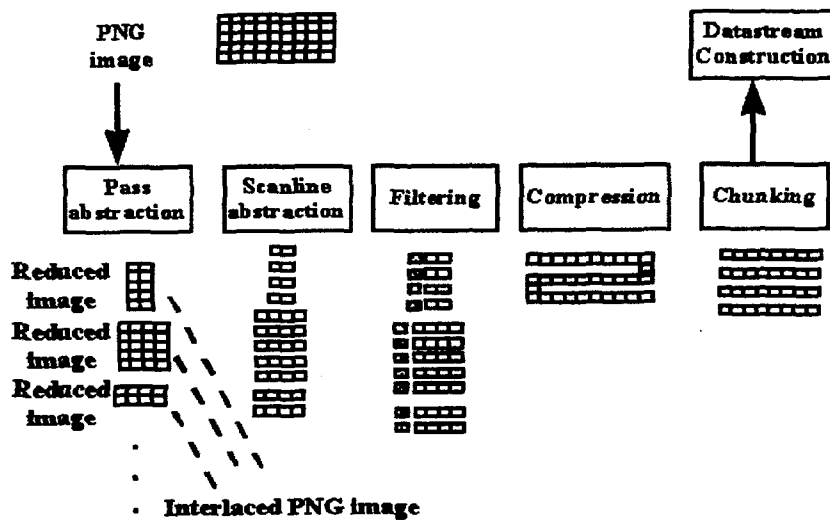 PNG
image
Datastream
Construction
Pass
abstraction
Scanline
abstraction
Filtering
Compression
Chunking
Reduced
image
Reduced
image
Reduced
image
Interlaced PNG image